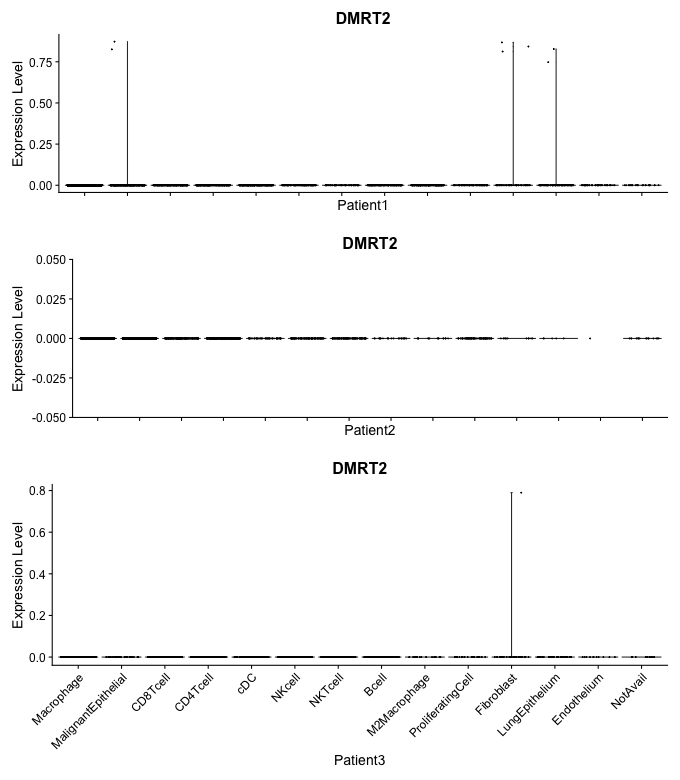 DMRT2
Expression Level
0.75
0.50
0.25
0.00
Patient1
DMRT2
Expression Level
0.050
0.025
0.000
-0.025
-0.050
Patient2
DMRT2
Expression Level
0.8
0.6
0.4
0.2
0.0
Macrophage
MalignantEpithelial
CD8Tcell
CD4Tcell
cDC
NKcell
NKTcell
Bcell
M2Macrophage
ProliferatingCell
Fibroblast
LungEpithelium
Endothelium
NotAvail
Patient3